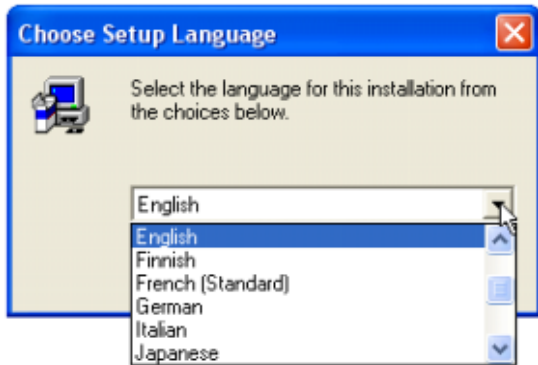 Choose Setup Language
Select the language for this installation from
the choices below.
English
English
Finnish
French (Standard)
German
Italian
Japanese